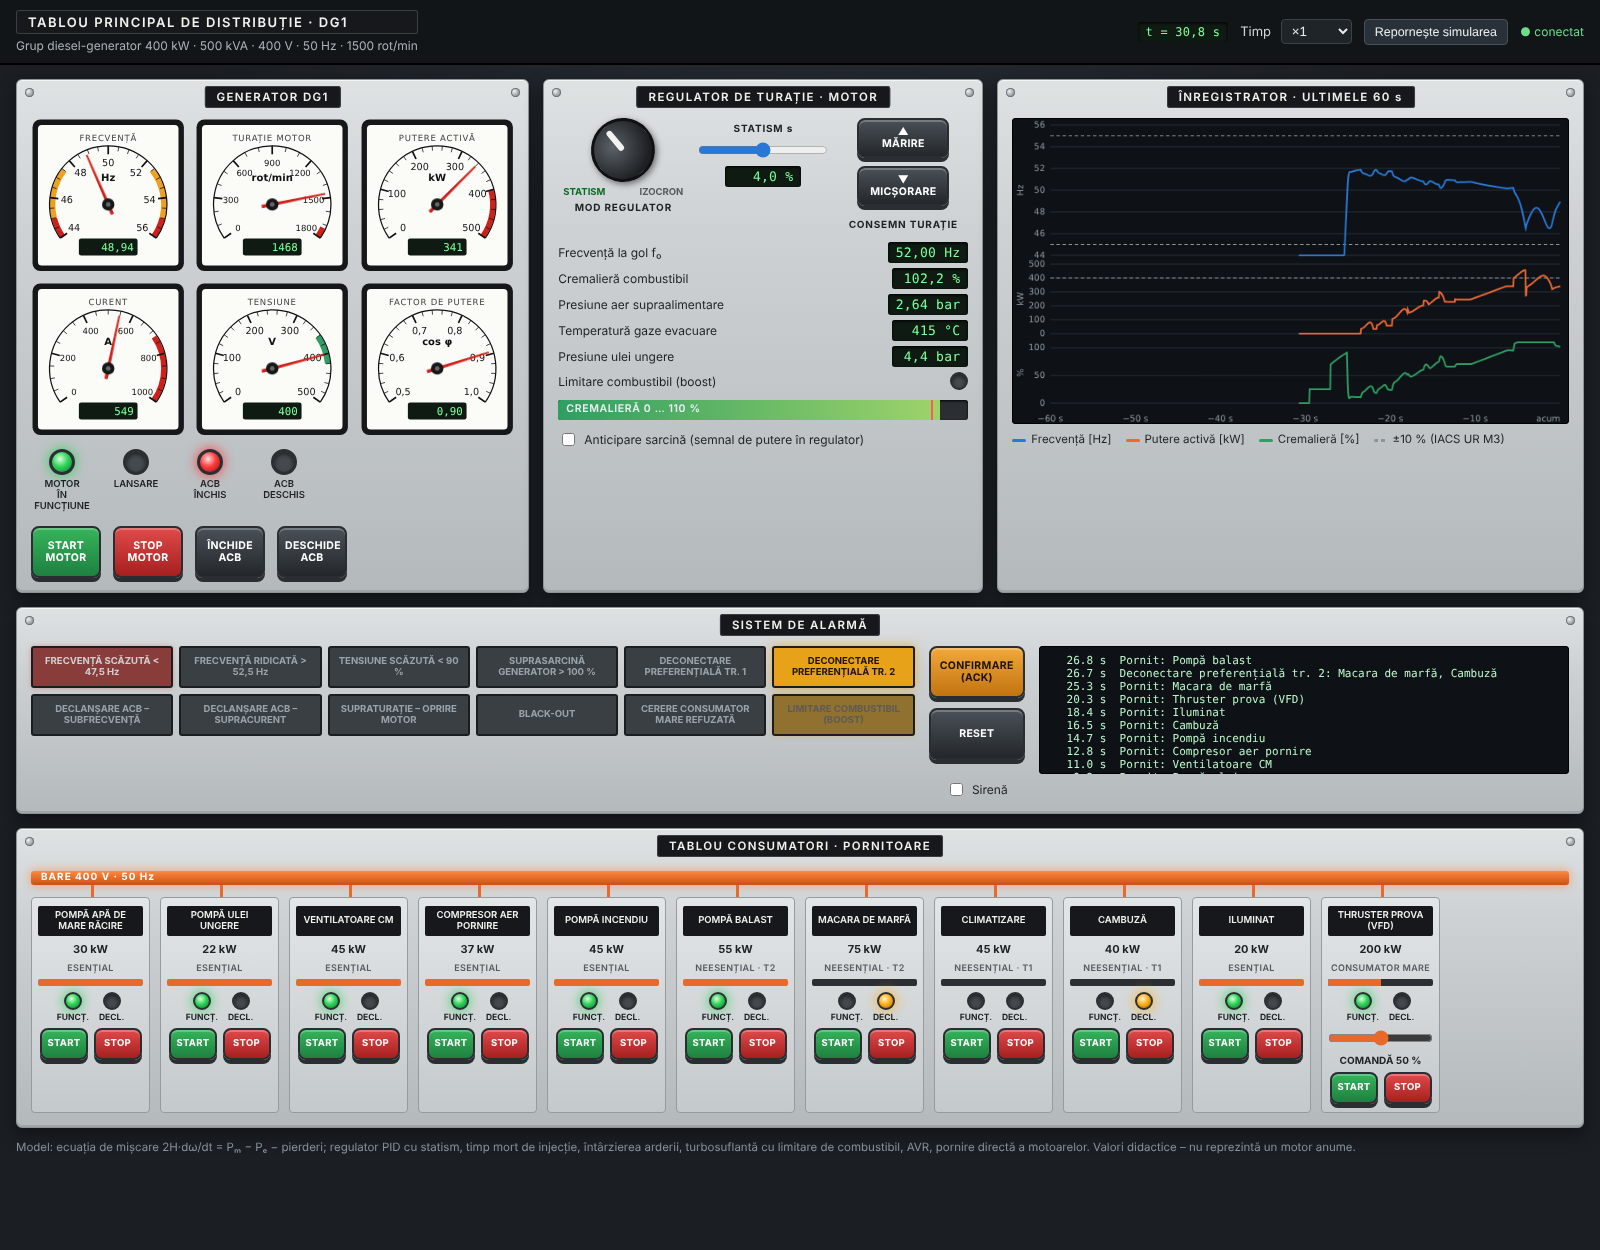 TABLOU PRINCIPAL DE DISTRIBUȚIE · DG1
Grup diesel-generator 400 kW · 500 kVA · 400 V · 50 Hz · 1500 rot/min
t = 30,8 s
Timp
×1
Repornește simularea
conectat
GENERATOR DG1
FRECVENȚĂ
44 46 48 50 52 54 56
Hz
48,94
TURAȚIE MOTOR
0 300 600 900 1200 1500 1800
rot/min
1468
PUTERE ACTIVĂ
0 100 200 300 400 500
kW
341
CURENT
0 200 400 600 800 1000
A
549
TENSIUNE
0 100 200 300 400 500
V
400
FACTOR DE PUTERE
0,5 0,6 0,7 0,8 0,9 1,0
cos φ
0,90
MOTOR ÎN FUNCȚIUNE
LANSARE
ACB ÎNCHIS
ACB DESCHIS
START MOTOR
STOP MOTOR
ÎNCHIDE ACB
DESCHIDE ACB
REGULATOR DE TURAȚIE · MOTOR
STATISM
IZOCRON
MOD REGULATOR
STATISM s
4,0 %
▲
MĂRIRE
▼
MICȘORARE
CONSEMN TURAȚIE
Frecvență la gol f₀
52,00 Hz
Cremalieră combustibil
102,2 %
Presiune aer supraalimentare
2,64 bar
Temperatură gaze evacuare
415 °C
Presiune ulei ungere
4,4 bar
Limitare combustibil (boost)
CREMALIERĂ 0 … 110 %
Anticipare sarcină (semnal de putere în regulator)
ÎNREGISTRATOR · ULTIMELE 60 s
56
54
52
50
48
46
44
Hz
500
400
300
200
100
0
kW
100
50
0
%
−60 s −50 s −40 s −30 s −20 s −10 s acum
Frecvență [Hz]
Putere activă [kW]
Cremalieră [%]
±10 % (IACS UR M3)
SISTEM DE ALARMĂ
FRECVENȚĂ SCĂZUTĂ < 47,5 Hz
FRECVENȚĂ RIDICATĂ > 52,5 Hz
TENSIUNE SCĂZUTĂ < 90 %
SUPRASARCINĂ GENERATOR > 100 %
DECONECTARE PREFERENȚIALĂ TR. 1
DECONECTARE PREFERENȚIALĂ TR. 2
DECLANȘARE ACB – SUBFRECVENȚĂ
DECLANȘARE ACB – SUPRACURENT
SUPRATURAȚIE – OPRIRE MOTOR
BLACK-OUT
CERERE CONSUMATOR MARE REFUZATĂ
LIMITARE COMBUSTIBIL (BOOST)
CONFIRMARE (ACK)
RESET
Sirenă
26.8 s Pornit: Pompă balast
26.7 s Deconectare preferențială tr. 2: Macara de marfă, Cambuză
25.3 s Pornit: Macara de marfă
20.3 s Pornit: Thruster prova (VFD)
18.4 s Pornit: Iluminat
16.5 s Pornit: Cambuză
14.7 s Pornit: Pompă incendiu
12.8 s Pornit: Compresor aer pornire
11.0 s Pornit: Ventilatoare CM
TABLOU CONSUMATORI · PORNITOARE
BARE 400 V · 50 Hz
POMPĂ APĂ DE MARE RĂCIRE
30 kW
ESENȚIAL
FUNCȚ. DECL.
START STOP
POMPĂ ULEI UNGERE
22 kW
ESENȚIAL
FUNCȚ. DECL.
START STOP
VENTILATOARE CM
45 kW
ESENȚIAL
FUNCȚ. DECL.
START STOP
COMPRESOR AER PORNIRE
37 kW
ESENȚIAL
FUNCȚ. DECL.
START STOP
POMPĂ INCENDIU
45 kW
ESENȚIAL
FUNCȚ. DECL.
START STOP
POMPĂ BALAST
55 kW
NEESENȚIAL · T2
FUNCȚ. DECL.
START STOP
MACARA DE MARFĂ
75 kW
NEESENȚIAL · T2
FUNCȚ. DECL.
START STOP
CLIMATIZARE
45 kW
NEESENȚIAL · T1
FUNCȚ. DECL.
START STOP
CAMBUZĂ
40 kW
NEESENȚIAL · T1
FUNCȚ. DECL.
START STOP
ILUMINAT
20 kW
ESENȚIAL
FUNCȚ. DECL.
START STOP
THRUSTER PROVA (VFD)
200 kW
CONSUMATOR MARE
FUNCȚ. DECL.
COMANDĂ 50 %
START STOP
Model: ecuația de mișcare 2H·dω/dt = Pₘ − Pₑ − pierderi; regulator PID cu statism, timp mort de injecție, întârzierea arderii, turbosuflantă cu limitare de combustibil, AVR, pornire directă a motoarelor. Valori didactice – nu reprezintă un motor anume.